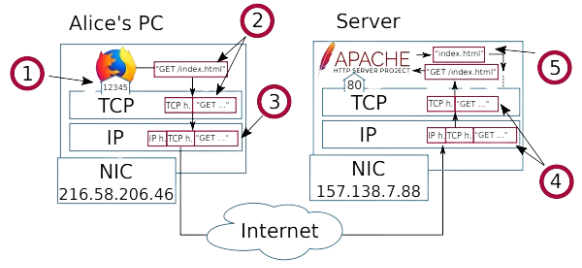 Alice's PC
2
Server
1
12345
"GET /index.html"
TCP
TCP h.
"GET ..."
3
IP
IP h.
TCP h.
"GET ..."
NIC
216.58.206.46
APACHE
HTTP SERVER PROJECT
"index.html"
"GET /index.html"
5
80
TCP
TCP h.
"GET ..."
IP
IP h.
TCP h.
"GET ..."
4
NIC
157.138.7.88
Internet